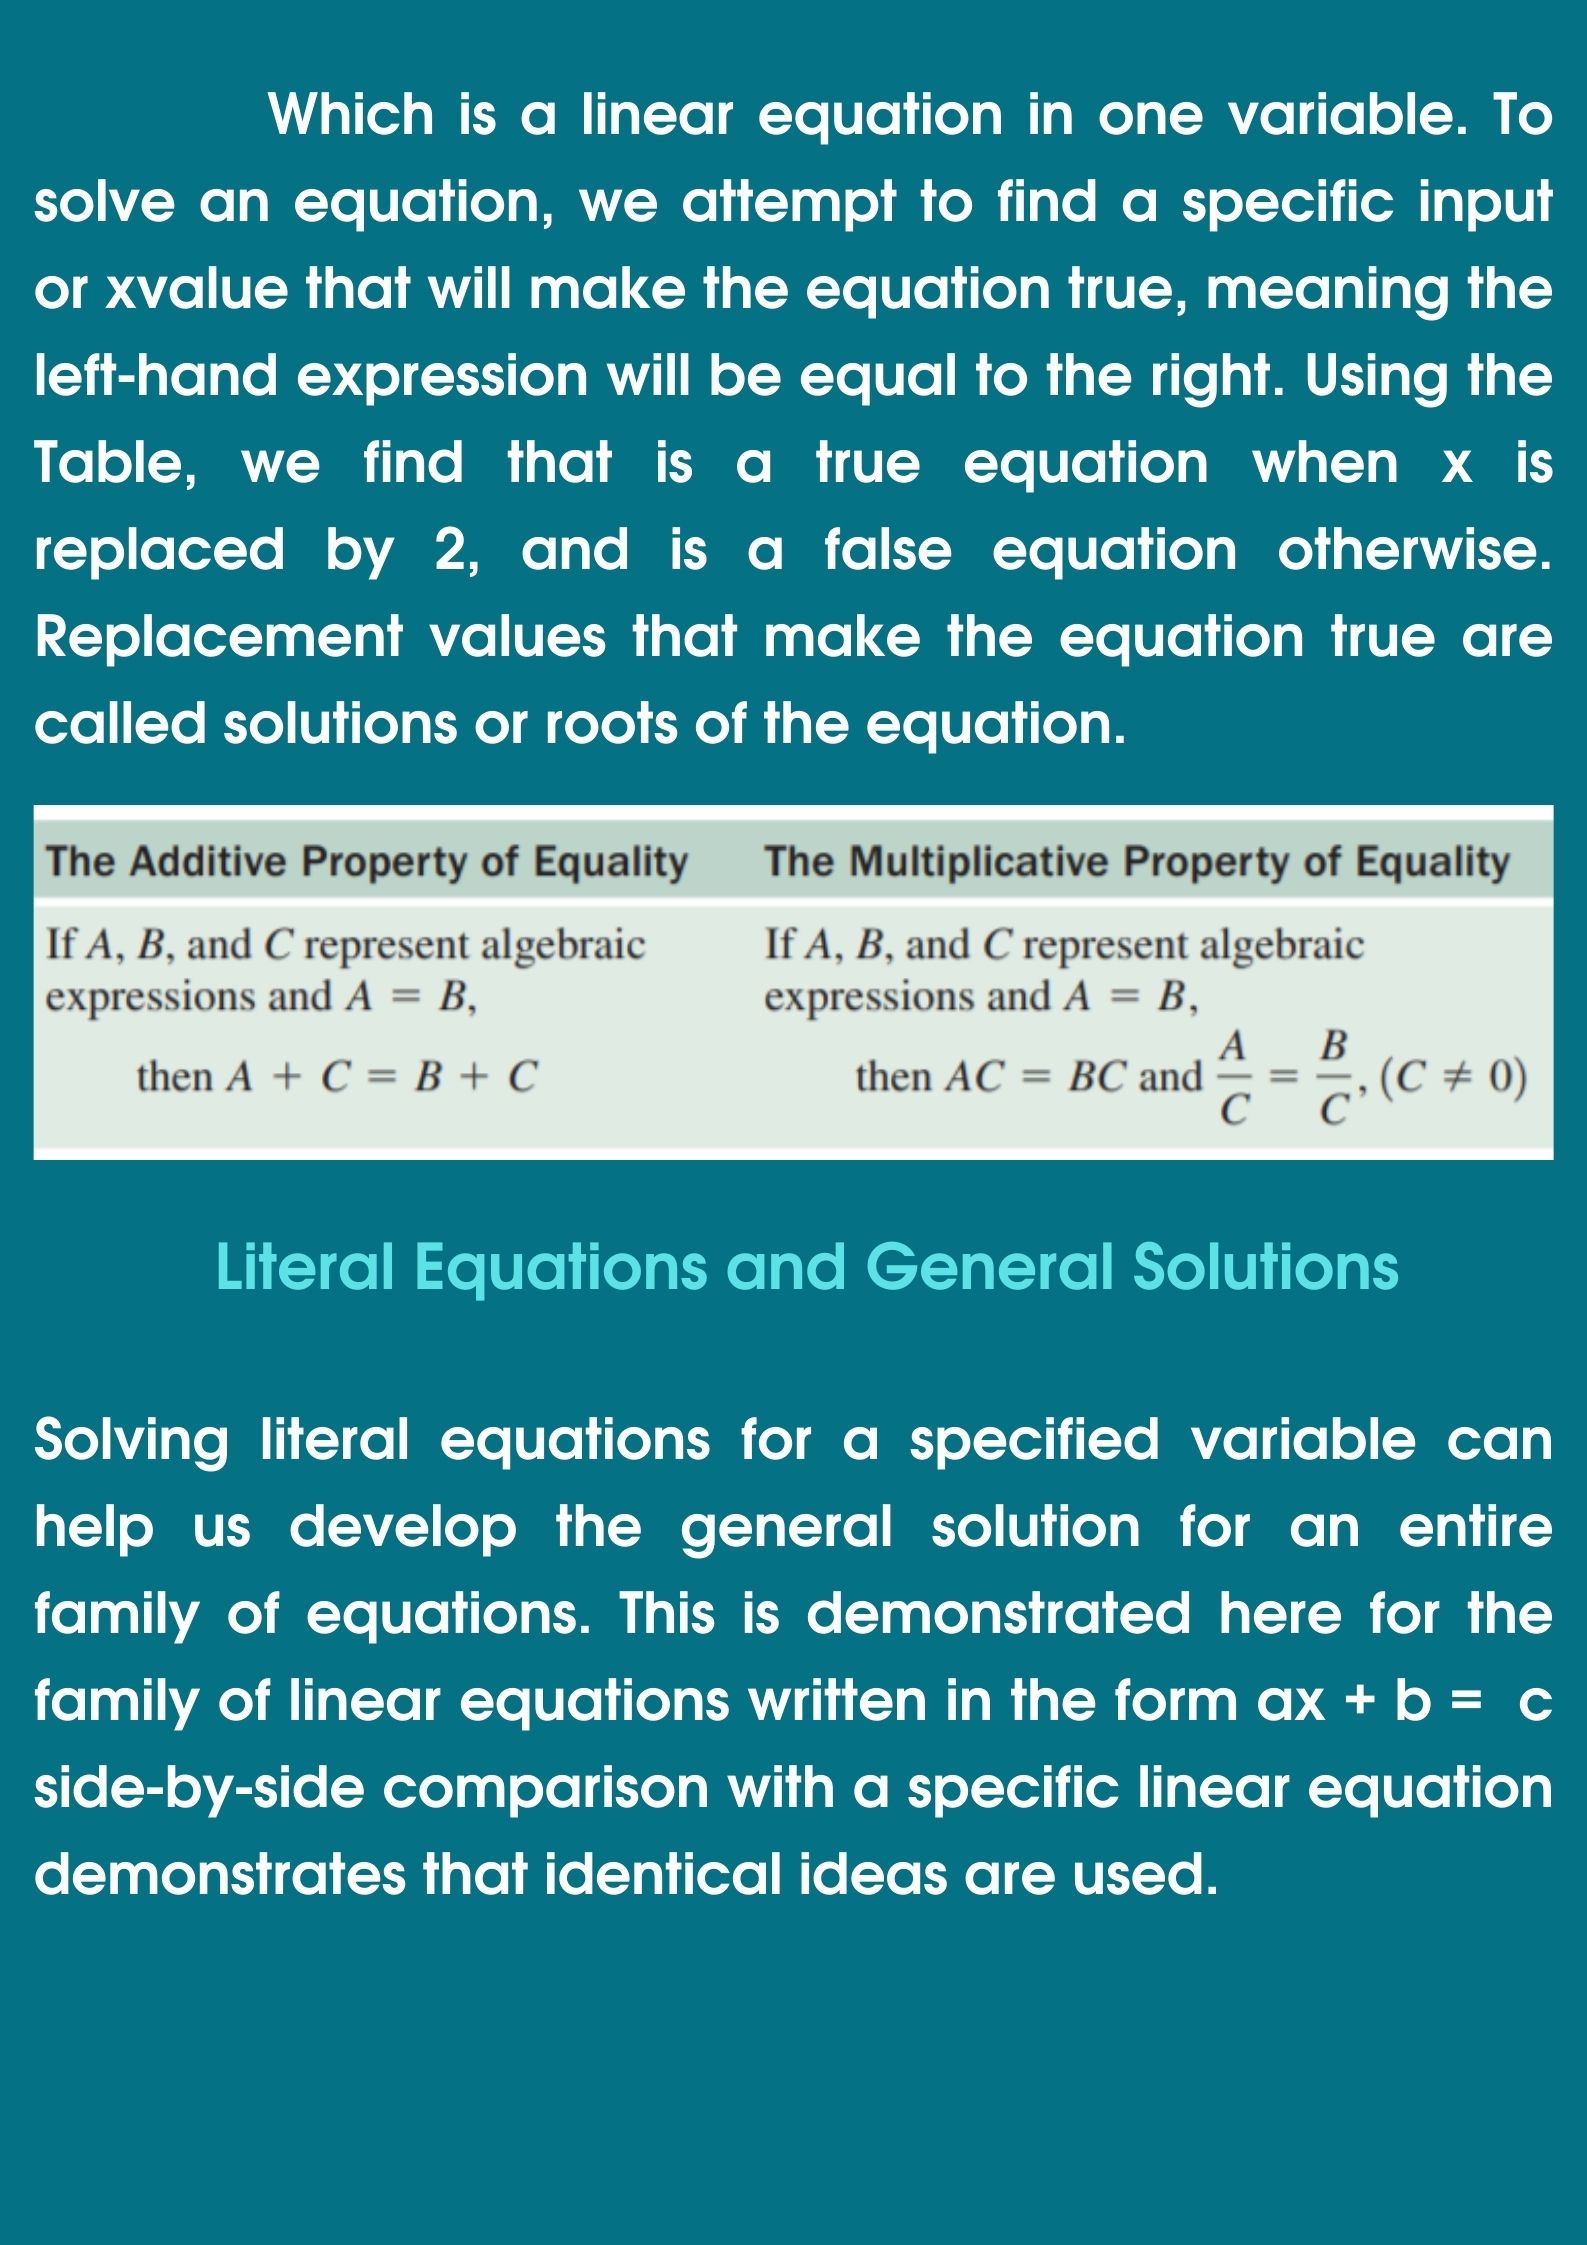 Which is a linear equation in one variable. To
solve an equation, we attempt to find a specific input
or xvalue that will make the equation true, meaning the
left-hand expression will be equal to the right. Using the
Table, we find that is a true equation when x is
replaced by 2, and is a false equation otherwise.
Replacement values that make the equation true are
called solutions or roots of the equation.
The Additive Property of Equality
If A, B, and C represent algebraic
expressions and A = B,
then A + C = B + C
The Multiplicative Property of Equality
If A, B, and C represent algebraic
expressions and A = B,
then AC = BC and A/C = B/C, (C ≠ 0)
Literal Equations and General Solutions
Solving literal equations for a specified variable can
help us develop the general solution for an entire
family of equations. This is demonstrated here for the
family of linear equations written in the form ax + b = c
side-by-side comparison with a specific linear equation
demonstrates that identical ideas are used.